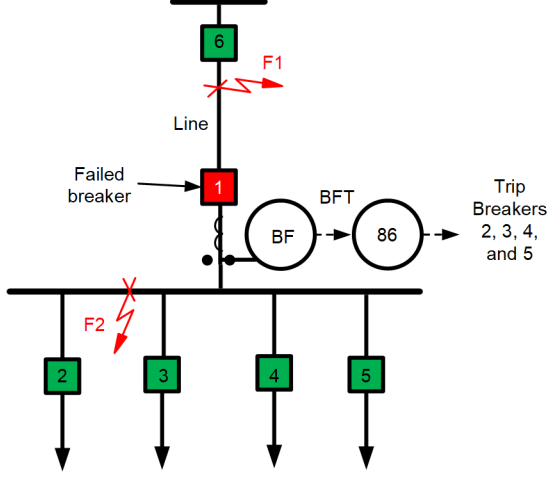 6
F1
Line
Failed
breaker
1
BFT
BF
86
Trip
Breakers
2, 3, 4,
and 5
F2
2
3
4
5